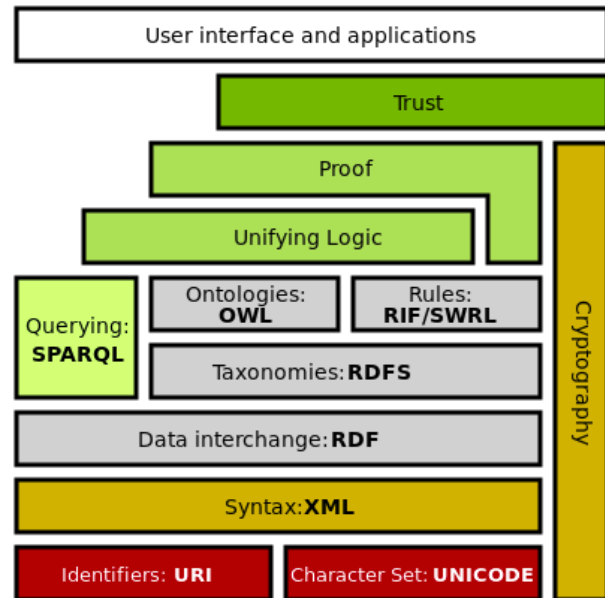 User interface and applications
Trust
Proof
Unifying Logic
Querying:
SPARQL
Ontologies:
OWL
Rules:
RIF/SWRL
Taxonomies: RDFS
Data interchange: RDF
Syntax: XML
Identifiers: URI
Character Set: UNICODE
Cryptography